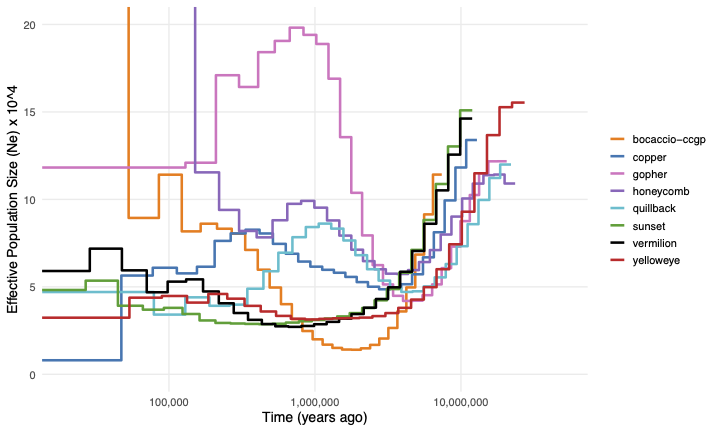 Effective Population Size (Ne) x 10^4
20
15
10
5
0
100,000
1,000,000
10,000,000
Time (years ago)
bocaccio−ccgp
copper
gopher
honeycomb
quillback
sunset
vermilion
yelloweye